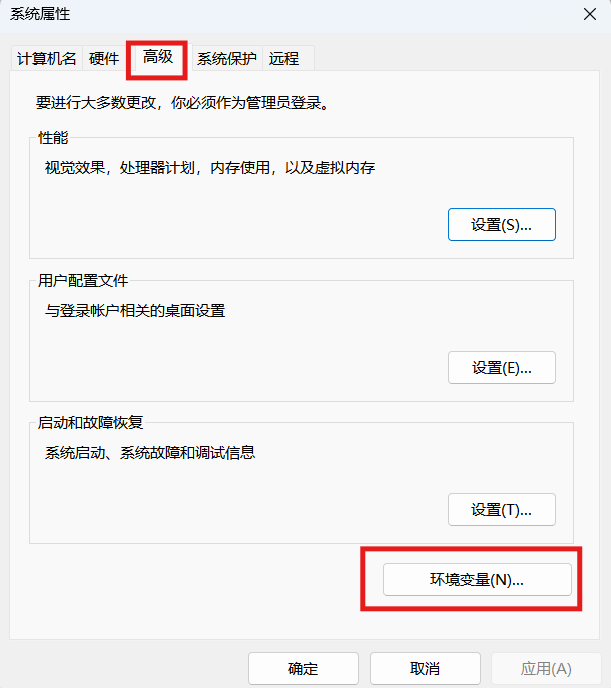 系统属性
计算机名 硬件 高级 系统保护 远程
要进行大多数更改，你必须作为管理员登录。
性能
视觉效果，处理器计划，内存使用，以及虚拟内存
设置(S)...
用户配置文件
与登录帐户相关的桌面设置
设置(E)...
启动和故障恢复
系统启动、系统故障和调试信息
设置(T)...
环境变量(N)...
确定 取消 应用(A)